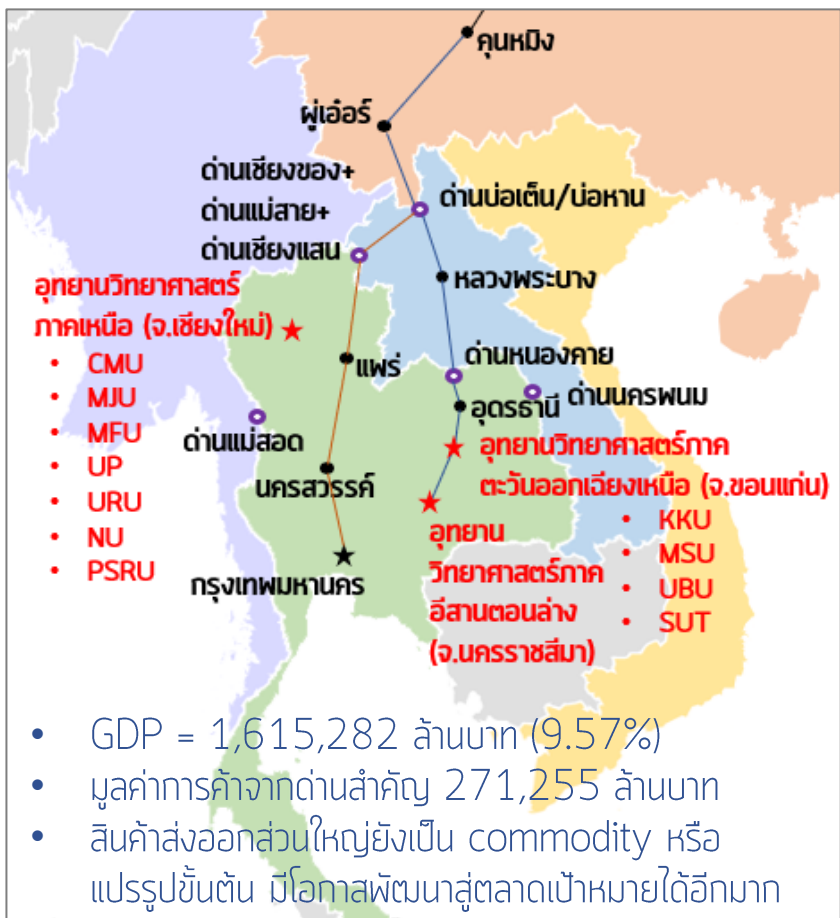 คุนหมิง
ผู่เอ๋อร์
ด่านเชียงของ+
ด่านแม่สาย+
ด่านเชียงแสน
ด่านบ่อเต็น/บ่อหาน
อุทยานวิทยาศาสตร์
ภาคเหนือ (จ.เชียงใหม่)
• CMU
• MJU
• MFU
• UP
• URU
• NU
• PSRU
หลวงพระบาง
แพร่
ด่านหนองคาย
ด่านนครพนม
อุดรธานี
ด่านแม่สอด
นครสวรรค์
กรุงเทพมหานคร
อุทยานวิทยาศาสตร์ภาค
ตะวันออกเฉียงเหนือ (จ.ขอนแก่น)
• KKU
• MSU
• UBU
• SUT
อุทยาน
วิทยาศาสตร์ภาค
อีสานตอนล่าง
(จ.นครราชสีมา)
• GDP = 1,615,282 ล้านบาท (9.57%)
• มูลค่าการค้าจากด่านสำคัญ 271,255 ล้านบาท
• สินค้าส่งออกส่วนใหญ่ยังเป็น commodity หรือ
แปรรูปขั้นต้น มีโอกาสพัฒนาสู่ตลาดเป้าหมายได้อีกมาก